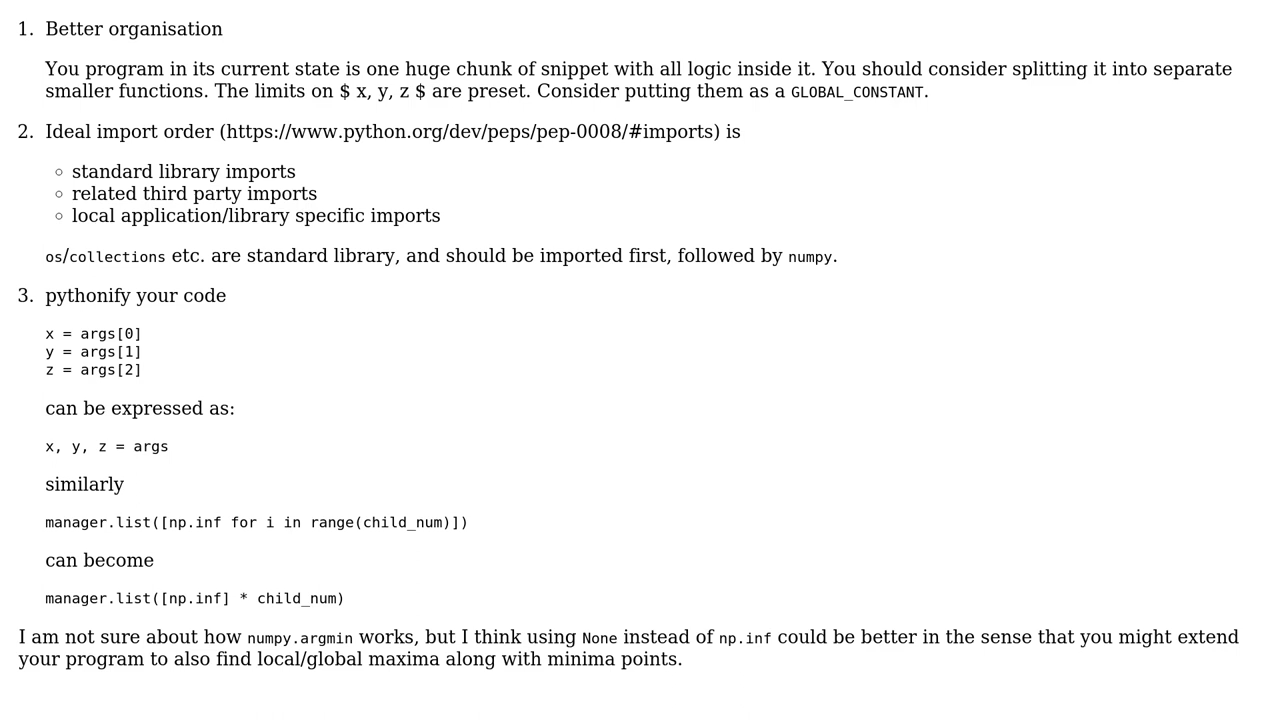 1. Better organisation
You program in its current state is one huge chunk of snippet with all logic inside it. You should consider splitting it into separate
smaller functions. The limits on $ x, y, z $ are preset. Consider putting them as a GLOBAL_CONSTANT.
2. Ideal import order (https://www.python.org/dev/peps/pep-0008/#imports) is
◦ standard library imports
◦ related third party imports
◦ local application/library specific imports
os/collections etc. are standard library, and should be imported first, followed by numpy.
3. pythonify your code
x = args[0]
y = args[1]
z = args[2]
can be expressed as:
x, y, z = args
similarly
manager.list([np.inf for i in range(child_num)])
can become
manager.list([np.inf] * child_num)
I am not sure about how numpy.argmin works, but I think using None instead of np.inf could be better in the sense that you might extend
your program to also find local/global maxima along with minima points.